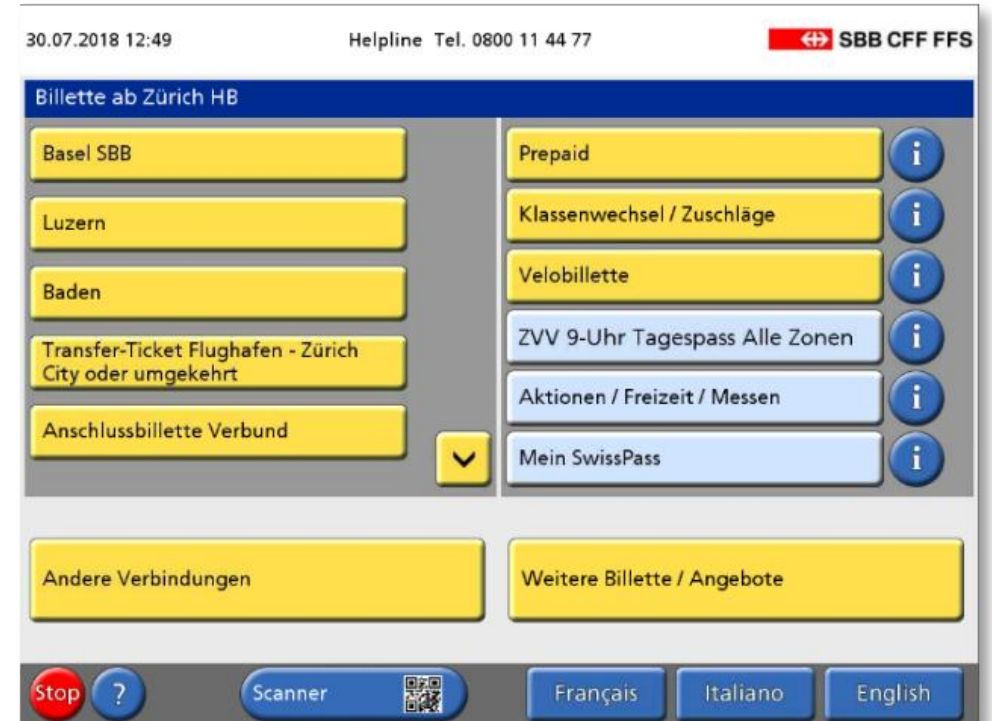 30.07.2018 12:49
Helpline Tel. 0800 11 44 77
SBB CFF FFS
Billette ab Zürich HB
Basel SBB
Luzern
Baden
Transfer-Ticket Flughafen - Zürich
City oder umgekehrt
Anschlussbillette Verbund
Prepaid
i
Klassenwechsel / Zuschläge
i
Velobillette
i
ZVV 9-Uhr Tagespass Alle Zonen
i
Aktionen / Freizeit / Messen
i
Mein SwissPass
i
Andere Verbindungen
Weitere Billette / Angebote
Stop
?
Scanner
Français
Italiano
English